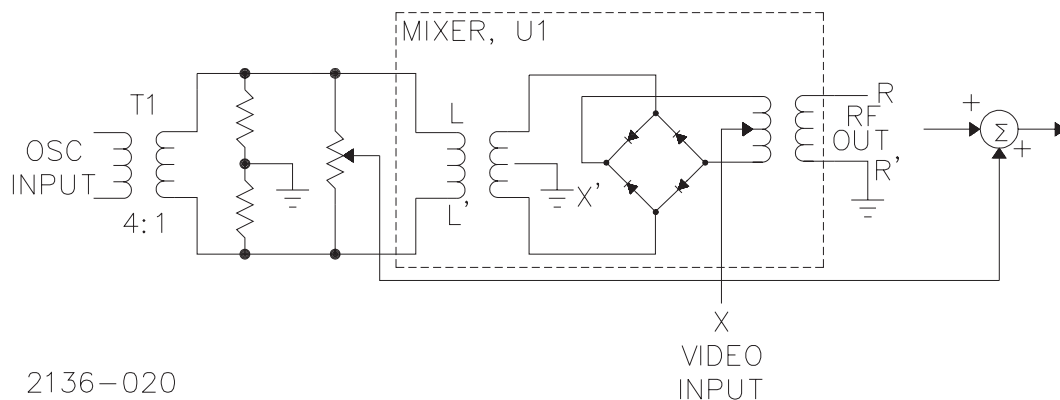 MIXER, U1
T1
OSC
INPUT
4:1
L
L'
X'
R
RF
OUT
R'
+
Σ
+
X
VIDEO
INPUT
2136-020